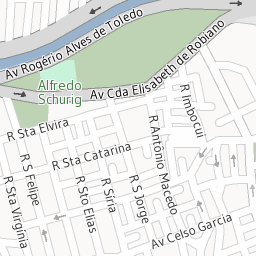 Av Rogério Alves de Toledo
Av Cda Elisabeth de Robiano
Alfredo
Schurig
R Imbocuí
R Sta Elvira
R Antônio Macedo
R Sta Catarina
R S Felipe
R Sta Virgínia
R Sto Elias
R Síria
R S Jorge
Av Celso Garcia